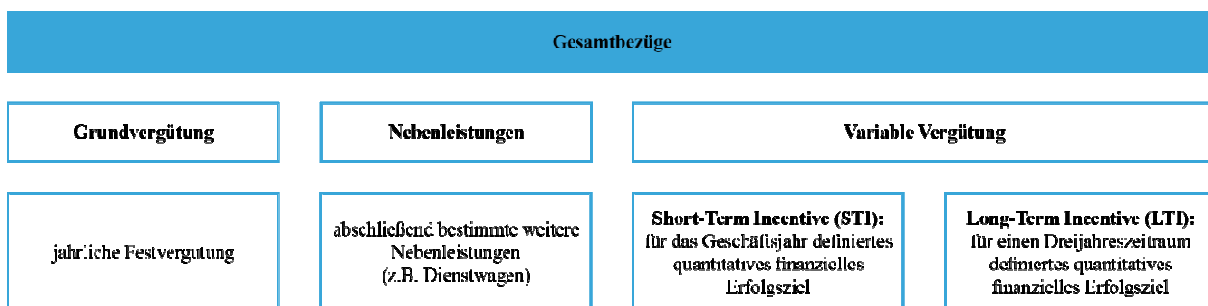 Gesamtbezüge
Grundvergütung
Nebenleistungen
Variable Vergütung
jährliche Festvergütung
abschließend bestimmte weitere
Nebenleistungen
(z.B. Dienstwagen)
Short-Term Incentive (STI):
für das Geschäftsjahr definiertes
quantitatives finanzielles
Erfolgsziel
Long-Term Incentive (LTI):
für einen Dreijahreszeitraum
definiertes quantitatives
finanzielles Erfolgsziel